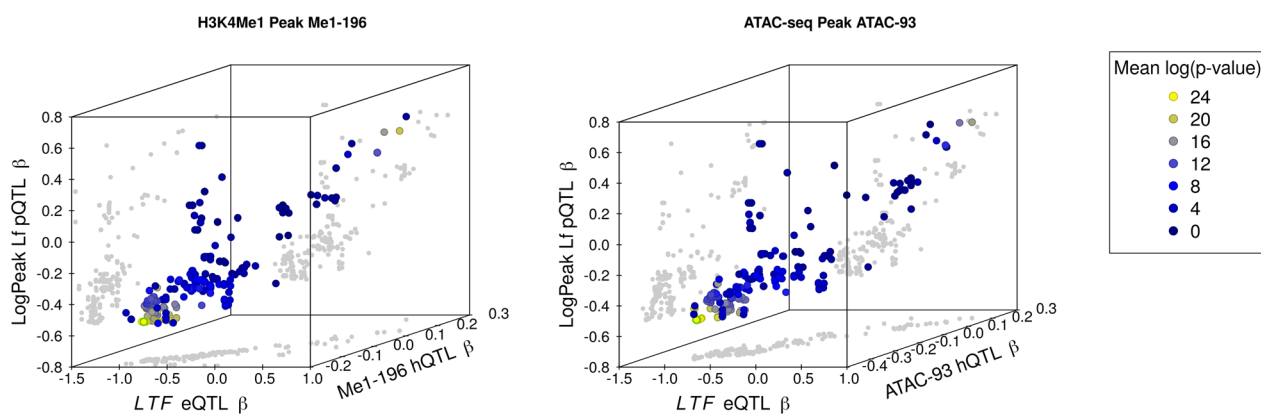 H3K4Me1 Peak Me1-196
LogPeak Lf pQTL β
0.8
0.6
0.4
0.2
0.0
-0.2
-0.4
-0.6
-0.8
-1.5 -1.0 -0.5 0.0 0.5 1.0
LTF eQTL β
-0.2 -0.1 0.0 0.1 0.2 0.3
Me1-196 hQTL β
ATAC-seq Peak ATAC-93
LogPeak Lf pQTL β
0.8
0.6
0.4
0.2
0.0
-0.2
-0.4
-0.6
-0.8
-1.5 -1.0 -0.5 0.0 0.5 1.0
LTF eQTL β
-0.4 -0.3 -0.2 -0.1 0.0 0.1 0.2 0.3
ATAC-93 hQTL β
Mean log(p-value)
24
20
16
12
8
4
0